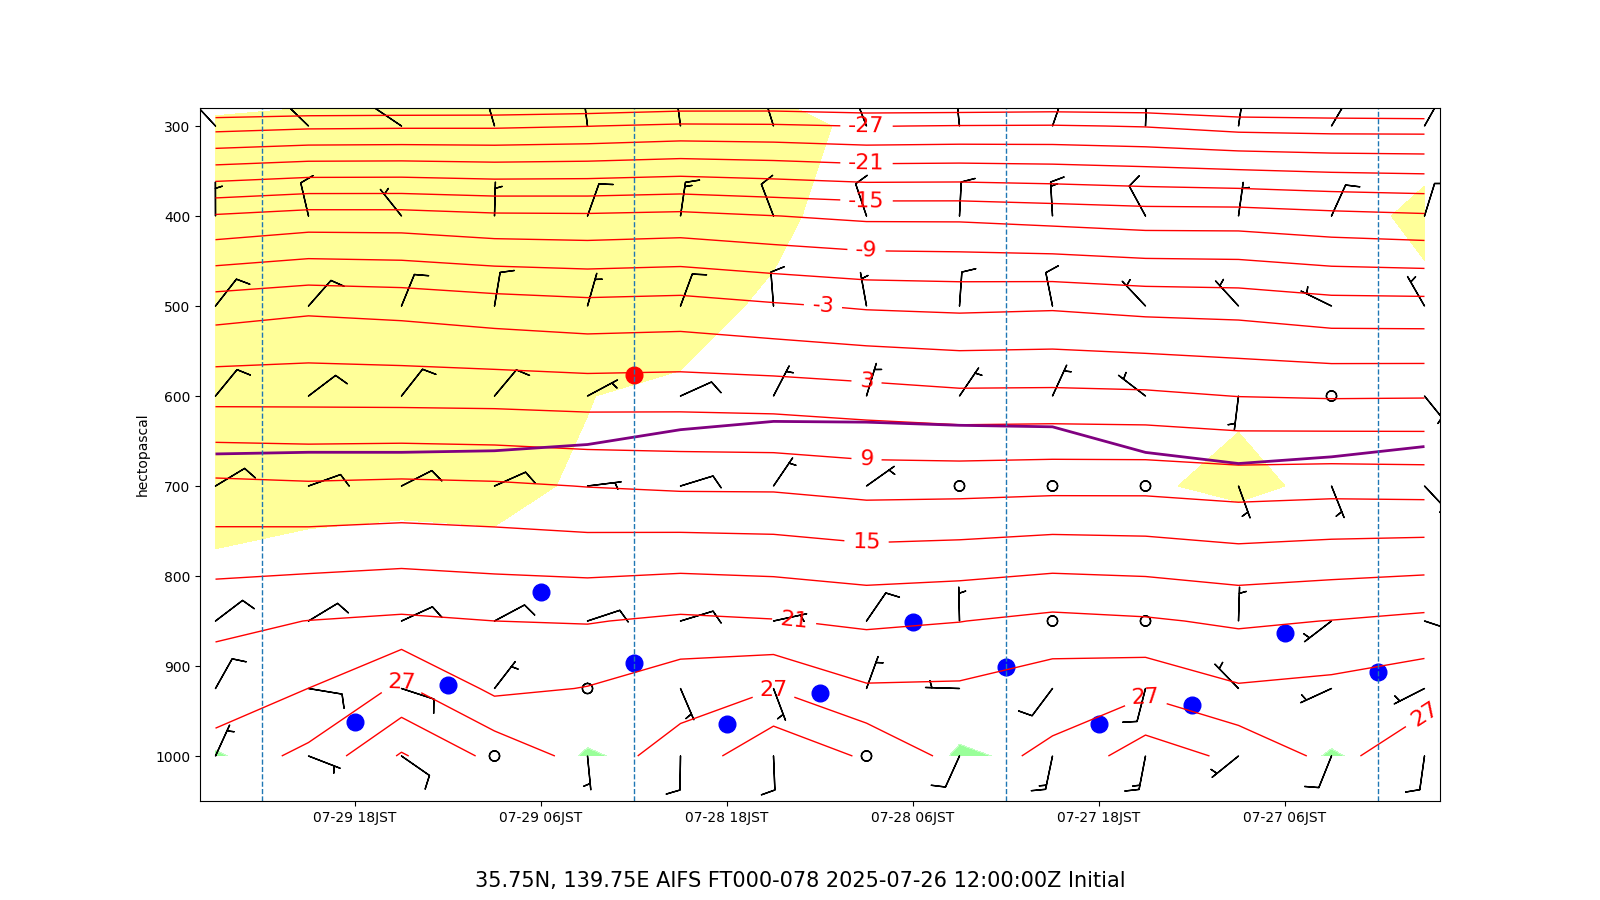 300
400
500
600
700
800
900
1000
hectopascal
-27
-21
-15
-9
-3
3
9
15
21
27
27
27
27
07-29 18JST
07-29 06JST
07-28 18JST
07-28 06JST
07-27 18JST
07-27 06JST
35.75N, 139.75E AIFS FT000-078 2025-07-26 12:00:00Z Initial